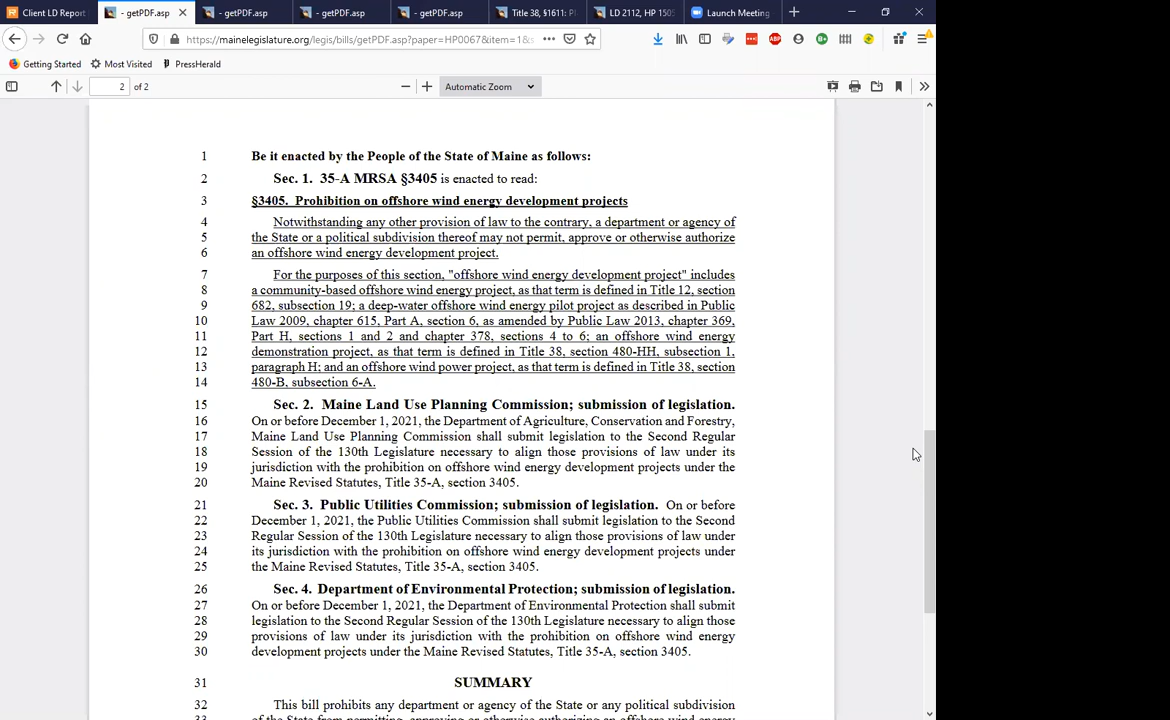 Client LD Report
- getPDF.asp
- getPDF.asp
- getPDF.asp
- getPDF.asp
Title 38, §1611: P
LD 2112, HP 150
Launch Meeting
https://mainelegislature.org/legis/bills/getPDF.asp?paper=HP0067&item=1&s
Getting Started
Most Visited
PressHerald
2 of 2
Automatic Zoom
1 Be it enacted by the People of the State of Maine as follows:
2 Sec. 1. 35-A MRSA §3405 is enacted to read:
3 §3405. Prohibition on offshore wind energy development projects
4 Notwithstanding any other provision of law to the contrary, a department or agency of
5 the State or a political subdivision thereof may not permit, approve or otherwise authorize
6 an offshore wind energy development project.
7 For the purposes of this section, "offshore wind energy development project" includes
8 a community-based offshore wind energy project, as that term is defined in Title 12, section
9 682, subsection 19; a deep-water offshore wind energy pilot project as described in Public
10 Law 2009, chapter 615, Part A, section 6, as amended by Public Law 2013, chapter 369,
11 Part H, sections 1 and 2 and chapter 378, sections 4 to 6; an offshore wind energy
12 demonstration project, as that term is defined in Title 38, section 480-HH, subsection 1,
13 paragraph H; and an offshore wind power project, as that term is defined in Title 38, section
14 480-B, subsection 6-A.
15 Sec. 2. Maine Land Use Planning Commission; submission of legislation.
16 On or before December 1, 2021, the Department of Agriculture, Conservation and Forestry,
17 Maine Land Use Planning Commission shall submit legislation to the Second Regular
18 Session of the 130th Legislature necessary to align those provisions of law under its
19 jurisdiction with the prohibition on offshore wind energy development projects under the
20 Maine Revised Statutes, Title 35-A, section 3405.
21 Sec. 3. Public Utilities Commission; submission of legislation. On or before
22 December 1, 2021, the Public Utilities Commission shall submit legislation to the Second
23 Regular Session of the 130th Legislature necessary to align those provisions of law under
24 its jurisdiction with the prohibition on offshore wind energy development projects under
25 the Maine Revised Statutes, Title 35-A, section 3405.
26 Sec. 4. Department of Environmental Protection; submission of legislation.
27 On or before December 1, 2021, the Department of Environmental Protection shall submit
28 legislation to the Second Regular Session of the 130th Legislature necessary to align those
29 provisions of law under its jurisdiction with the prohibition on offshore wind energy
30 development projects under the Maine Revised Statutes, Title 35-A, section 3405.
31 SUMMARY
32 This bill prohibits any department or agency of the State or any political subdivision
33 of the State from permitting, approving or otherwise authorizing an offshore wind energy